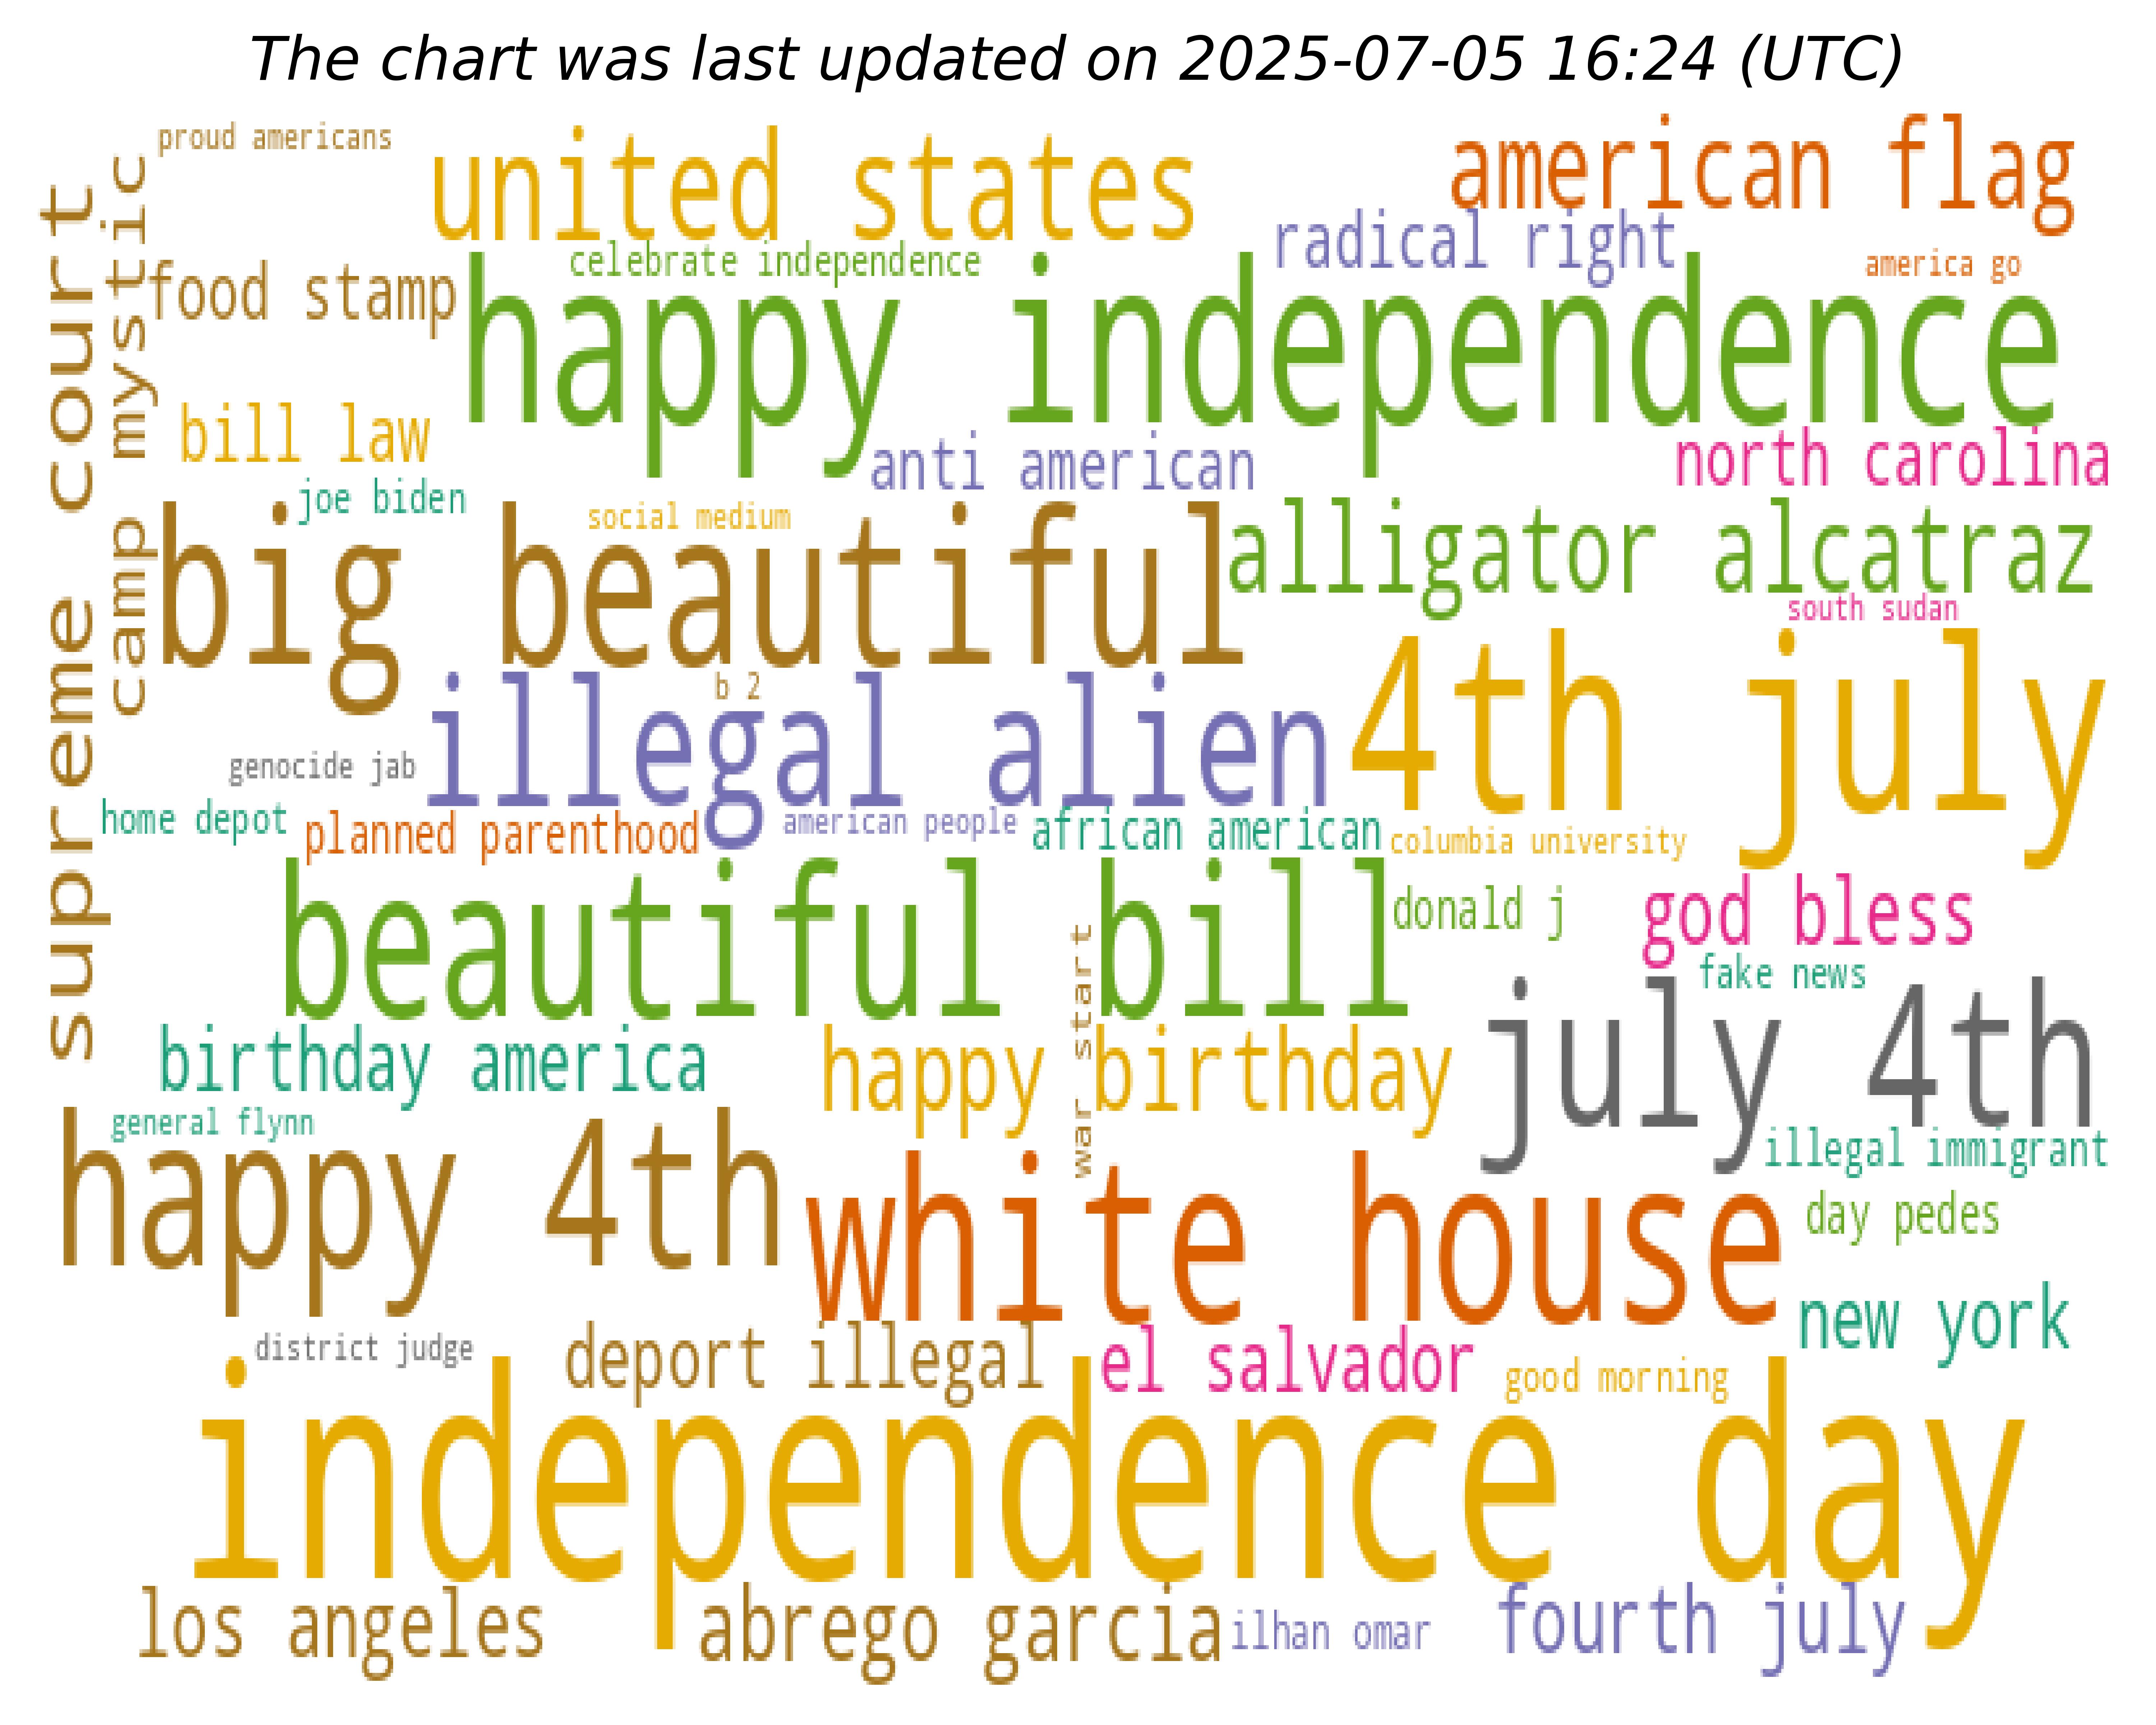 The chart was last updated on 2025-07-05 16:24 (UTC)
proud americans
united states
american flag
supreme court
camp mystic
radical right
celebrate independence
america go
food stamp
happy independence
bill law
anti american
north carolina
joe biden
social medium
big beautiful
alligator alcatraz
south sudan
b 2
illegal alien
4th july
genocide jab
home depot
planned parenthood
american people
african american
columbia university
beautiful bill
donald j
god bless
fake news
war start
birthday america
happy birthday
july 4th
general flynn
happy 4th
illegal immigrant
white house
day pedes
new york
district judge
deport illegal
el salvador
good morning
independence day
los angeles
abrego garcia
ilhan omar
fourth july